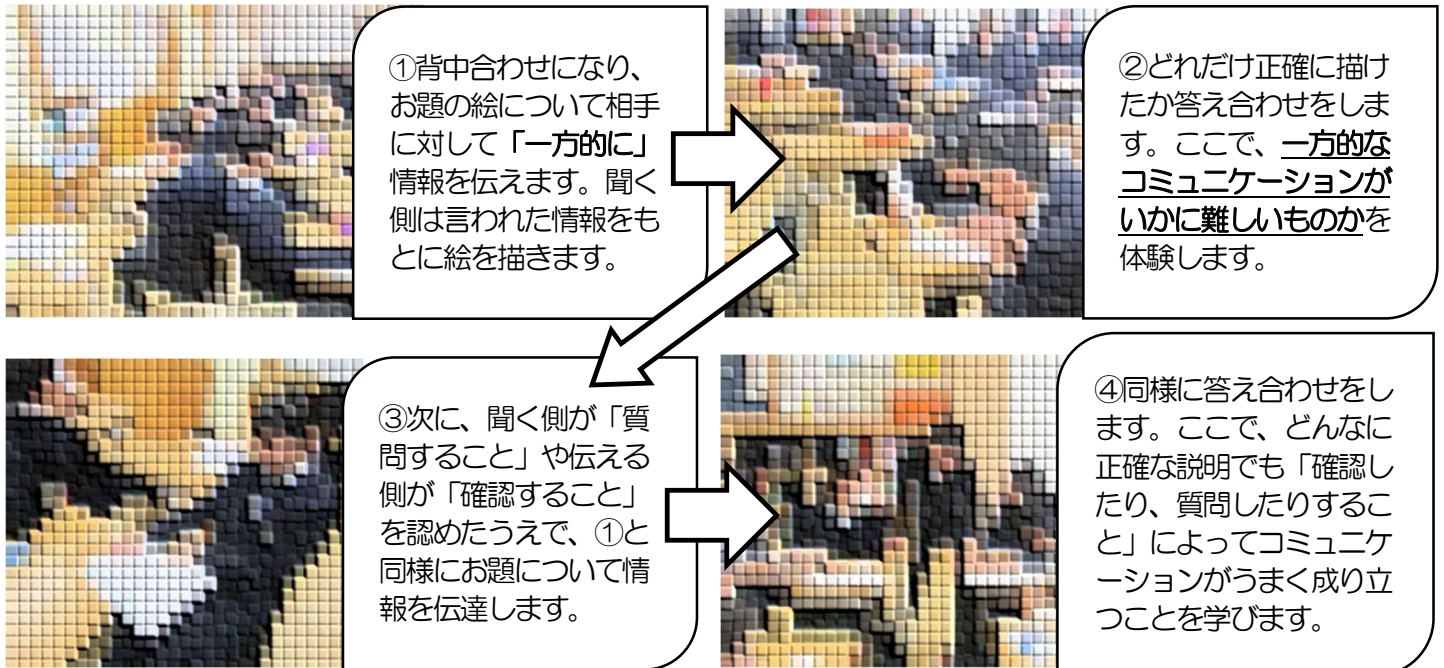 ①背中合わせになり、
お題の絵について相手
に対して「一方的に」
情報を伝えます。聞く
側は言われた情報をも
とに絵を描きます。
②どれだけ正確に描け
たか答え合わせをしま
す。ここで、一方的な
コミュニケーションが
いかに難しいものかを
体験します。
③次に、聞く側が「質
問すること」や伝える
側が「確認すること」
を認めたうえで、①と
同様にお題について情
報を伝達します。
④同様に答え合わせをし
ます。ここで、どんなに
正確な説明でも「確認し
たり、質問したりするこ
と」によってコミュニケ
ーションがうまく成り立
つことを学びます。